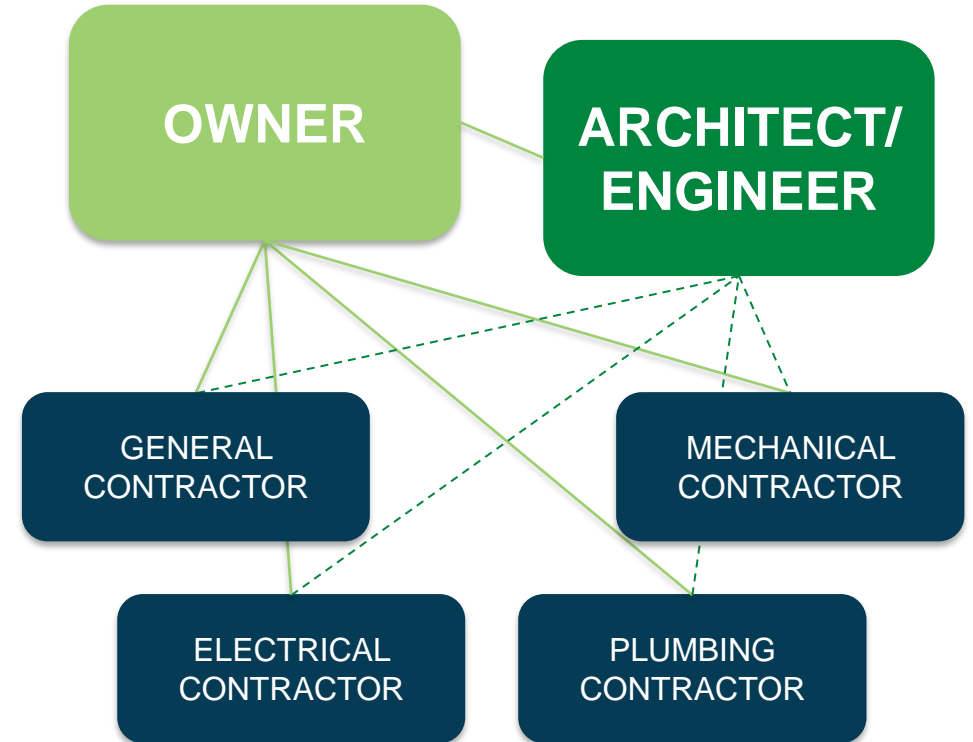 OWNER
ARCHITECT/
ENGINEER
GENERAL
CONTRACTOR
MECHANICAL
CONTRACTOR
ELECTRICAL
CONTRACTOR
PLUMBING
CONTRACTOR